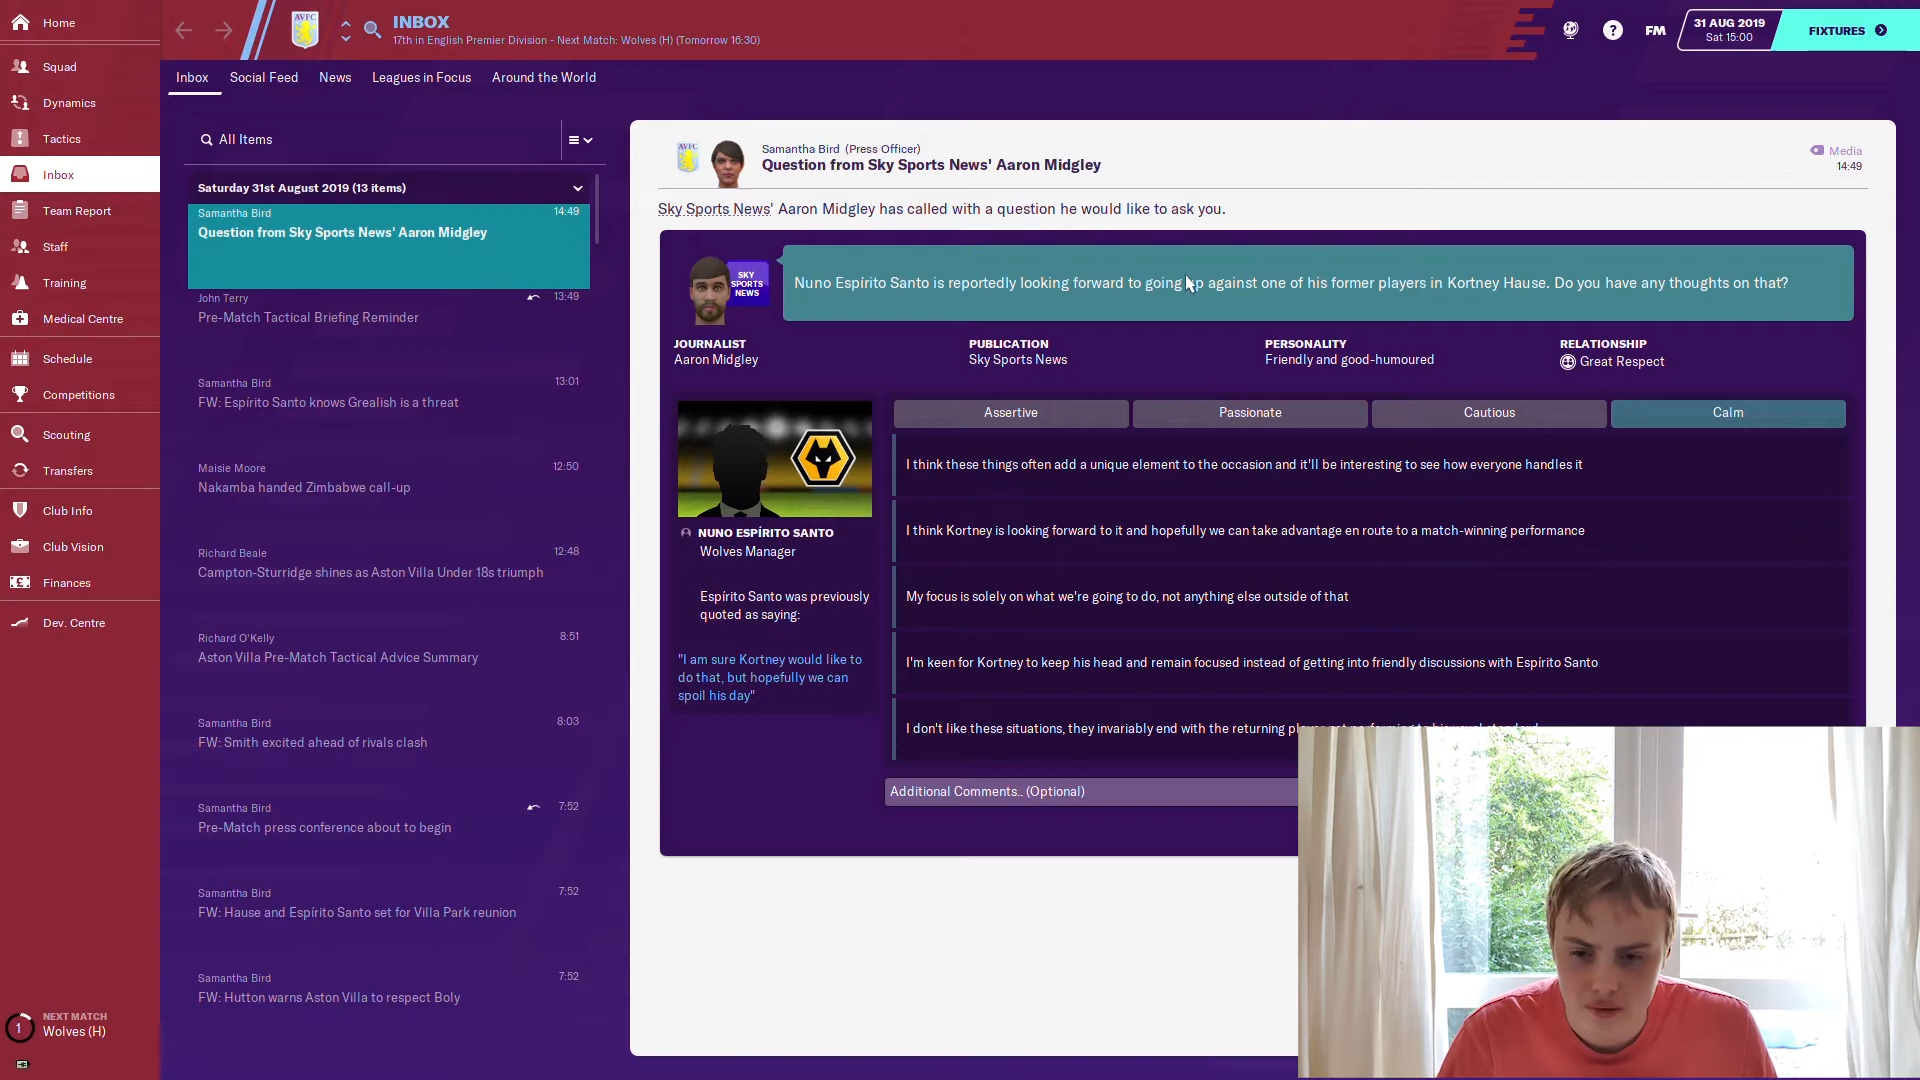 Home
Squad
Dynamics
Tactics
Inbox
Team Report
Staff
Training
Medical Centre
Schedule
Competitions
Scouting
Transfers
Club Info
Club Vision
Finances
Dev. Centre
1
NEXT MATCH
Wolves (H)
AVFC
INBOX
17th in English Premier Division - Next Match: Wolves (H) (Tomorrow 16:30)
? FM
31 AUG 2019
Sat 15:00
FIXTURES
Inbox Social Feed News Leagues in Focus Around the World
All Items
Saturday 31st August 2019 (13 items)
Samantha Bird 14:49
Question from Sky Sports News' Aaron Midgley
John Terry 13:49
Pre-Match Tactical Briefing Reminder
Samantha Bird 13:01
FW: Espírito Santo knows Grealish is a threat
Maisie Moore 12:50
Nakamba handed Zimbabwe call-up
Richard Beale 12:48
Campton-Sturridge shines as Aston Villa Under 18s triumph
Richard O'Kelly 8:51
Aston Villa Pre-Match Tactical Advice Summary
Samantha Bird 8:03
FW: Smith excited ahead of rivals clash
Samantha Bird 7:52
Pre-Match press conference about to begin
Samantha Bird 7:52
FW: Hause and Espírito Santo set for Villa Park reunion
Samantha Bird 7:52
FW: Hutton warns Aston Villa to respect Boly
AVFC
Samantha Bird (Press Officer)
Question from Sky Sports News' Aaron Midgley
Media
14:49
Sky Sports News' Aaron Midgley has called with a question he would like to ask you.
SKY
SPORTS
NEWS
Nuno Espírito Santo is reportedly looking forward to going up against one of his former players in Kortney Hause. Do you have any thoughts on that?
JOURNALIST
Aaron Midgley
PUBLICATION
Sky Sports News
PERSONALITY
Friendly and good-humoured
RELATIONSHIP
Great Respect
Assertive Passionate Cautious Calm
NUNO ESPÍRITO SANTO
Wolves Manager
Espírito Santo was previously
quoted as saying:
"I am sure Kortney would like to
do that, but hopefully we can
spoil his day"
I think these things often add a unique element to the occasion and it'll be interesting to see how everyone handles it
I think Kortney is looking forward to it and hopefully we can take advantage en route to a match-winning performance
My focus is solely on what we're going to do, not anything else outside of that
I'm keen for Kortney to keep his head and remain focused instead of getting into friendly discussions with Espírito Santo
I don't like these situations, they invariably end with the returning
Additional Comments.. (Optional)